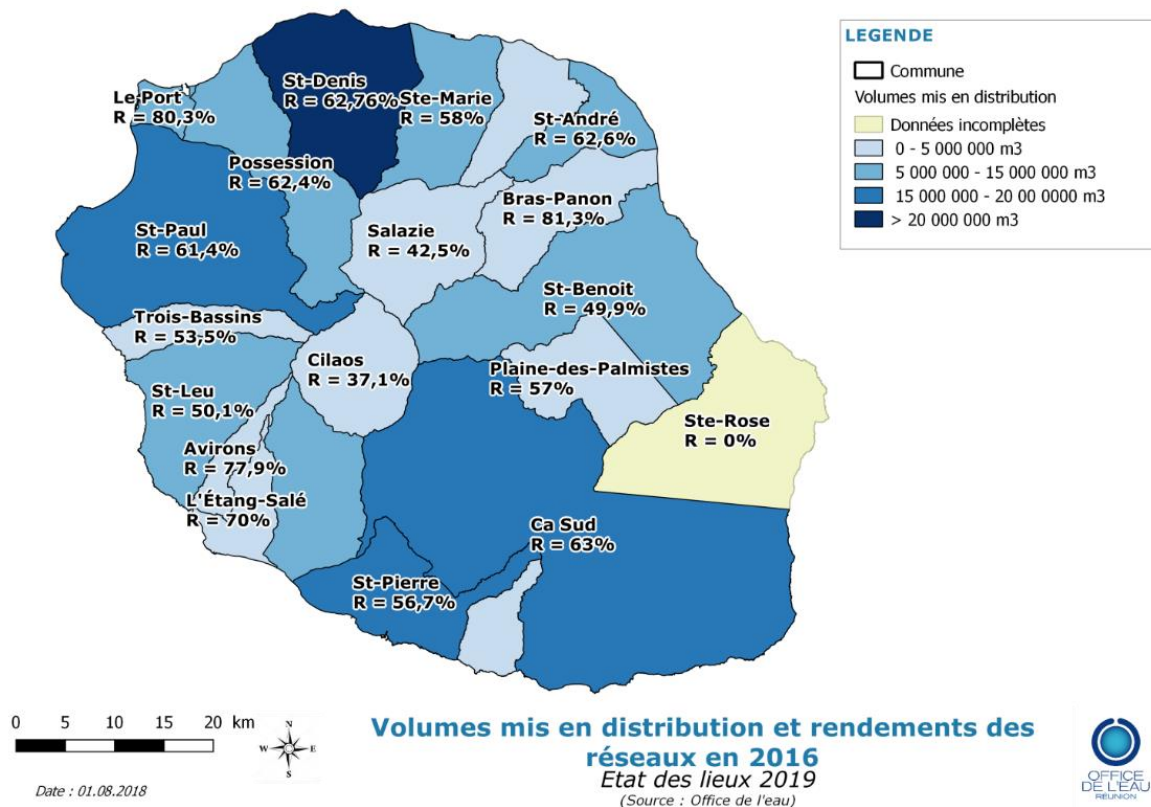 St-Denis
R = 62,76%
Le Port
R = 80,3%
Ste-Marie
R = 58%
St-André
R = 62,6%
Possession
R = 62,4%
Bras-Panon
R = 81,3%
St-Paul
R = 61,4%
Salazie
R = 42,5%
St-Benoit
R = 49,9%
Trois-Bassins
R = 53,5%
Cilaos
R = 37,1%
Plaine-des-Palmistes
R = 57%
St-Leu
R = 50,1%
Ste-Rose
R = 0%
Avirons
R = 77,9%
L'Étang-Salé
R = 70%
Ca Sud
R = 63%
St-Pierre
R = 56,7%
LEGENDE
Commune
Volumes mis en distribution
Données incomplètes
0 - 5 000 000 m3
5 000 000 - 15 000 000 m3
15 000 000 - 20 00 0000 m3
> 20 000 000 m3
0 5 10 15 20 km
N
W E
S
Date : 01.08.2018
Volumes mis en distribution et rendements des
réseaux en 2016
Etat des lieux 2019
(Source : Office de l'eau)
OFFICE
DE L'EAU
RÉUNION